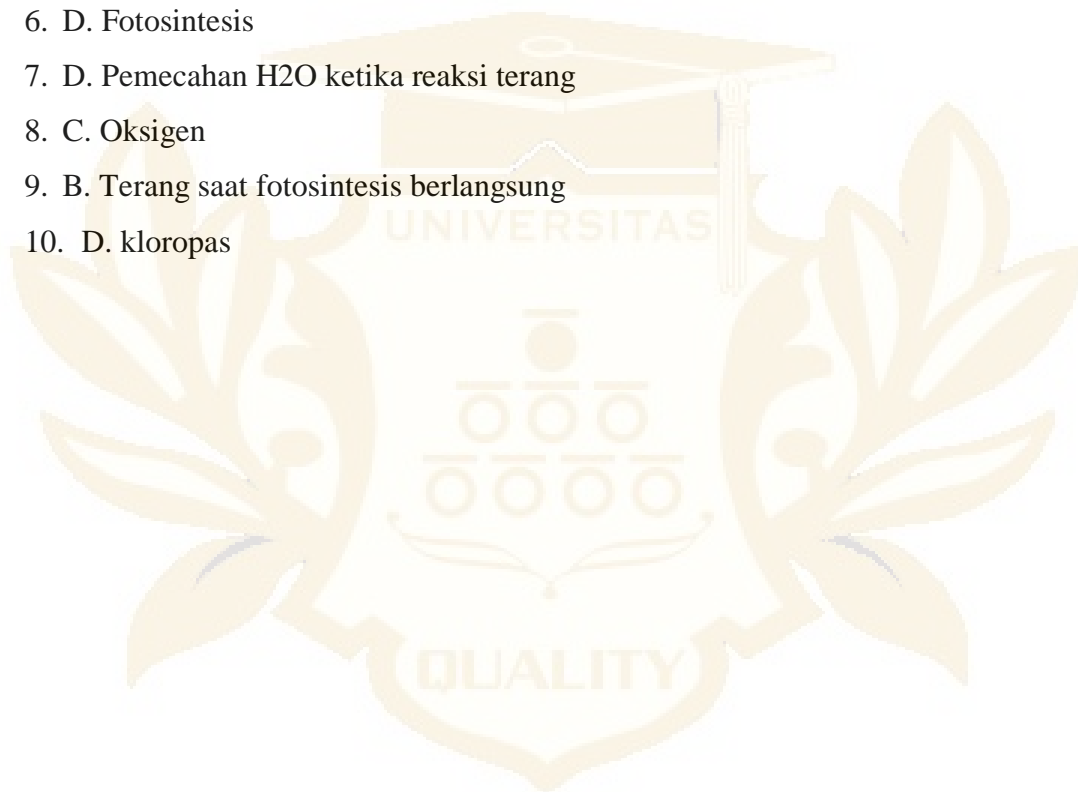 6. D. Fotosintesis
7. D. Pemecahan H2O ketika reaksi terang
8. C. Oksigen
9. B. Terang saat fotosintesis berlangsung
UNIVERSITAS
10. D. kloropas
QUALITY